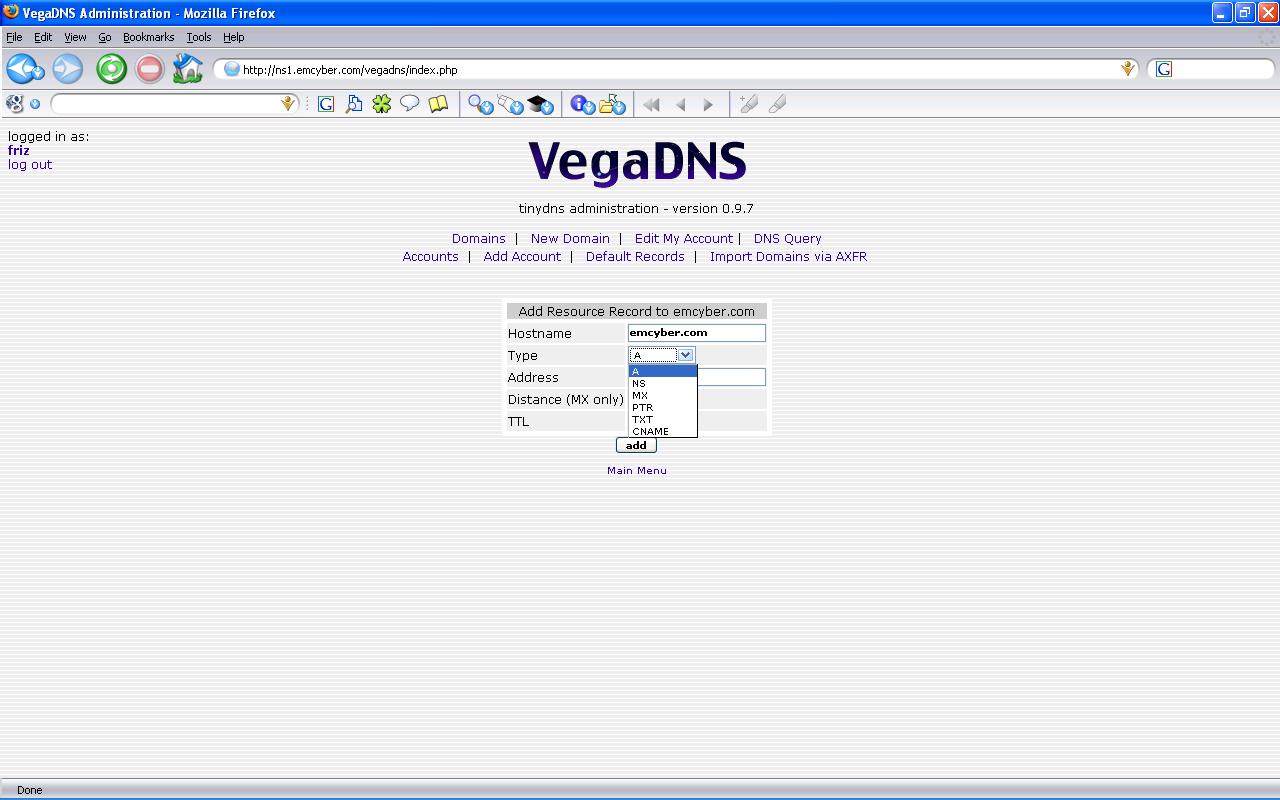 VegaDNS Administration - Mozilla Firefox
File Edit View Go Bookmarks Tools Help
http://ns1.emcyber.com/vegadns/index.php
G
G
logged in as:
friz
log out
VegaDNS
tinydns administration - version 0.9.7
Domains | New Domain | Edit My Account | DNS Query
Accounts | Add Account | Default Records | Import Domains via AXFR
Add Resource Record to emcyber.com
Hostname emcyber.com
Type A
A
Address
NS
MX
Distance (MX only)
PTR
TXT
TTL
CNAME
add
Main Menu
Done